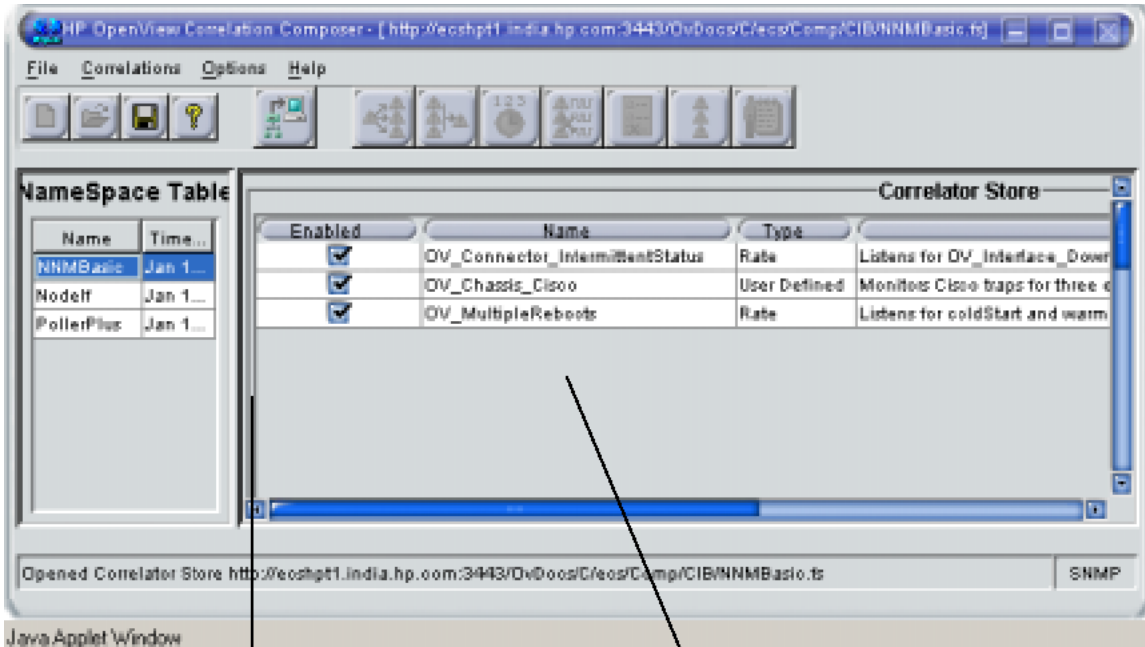 HP OpenView Correlation Composer - [ http://ecshpt1.india.hp.com:3443/OvDocs/C/ecs/Comp/CIB/NNMBasic.fs]
File Correlations Options Help
NameSpace Table
Name Time...
NNMBasic Jan 1...
NodeIf Jan 1...
PollerPlus Jan 1...
Correlator Store
Enabled Name Type
OV_Connector_IntermittentStatus Rate Listens for OV_Interface_Down
OV_Chassis_Cisco User Defined Monitors Cisco traps for three
OV_MultipleReboots Rate Listens for coldStart and warm
Opened Correlator Store http://ecshpt1.india.hp.com:3443/OvDocs/C/ecs/Comp/CIB/NNMBasic.fs SNMP
Java Applet Window